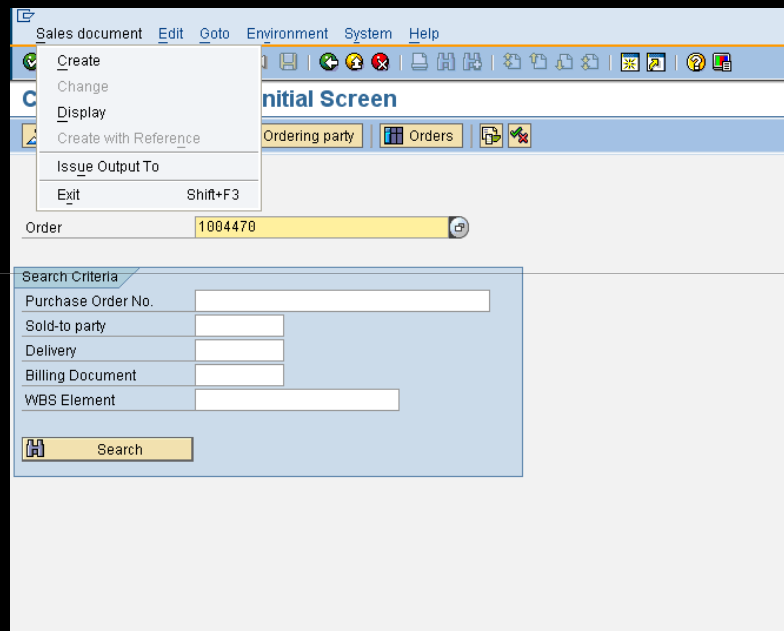 Sales document Edit Goto Environment System Help
Create
Change
Display
Create with Reference
Issue Output To
Exit Shift+F3
C nitial Screen
Ordering party Orders
Order 1004470
Search Criteria
Purchase Order No.
Sold-to party
Delivery
Billing Document
WBS Element
Search